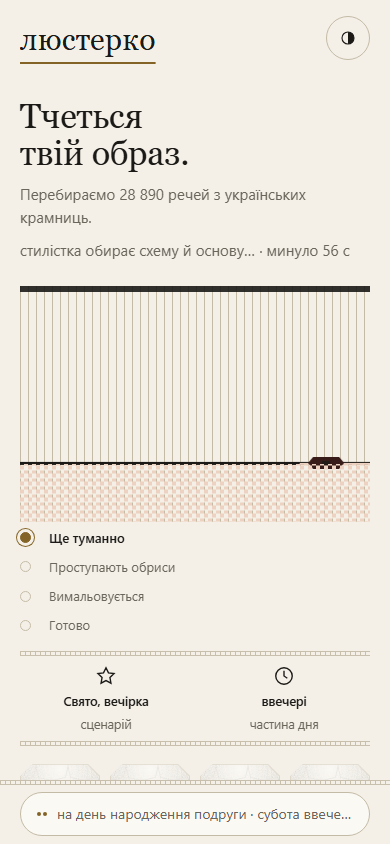 люстерко
Тчеться
твій образ.
Перебираємо 28 890 речей з українських
крамниць.
стилістка обирає схему й основу... · минуло 56 с
Ще туманно
Проступають обриси
Вимальовується
Готово
Свято, вечірка
сценарій
ввечері
частина дня
на день народження подруги · субота ввече...